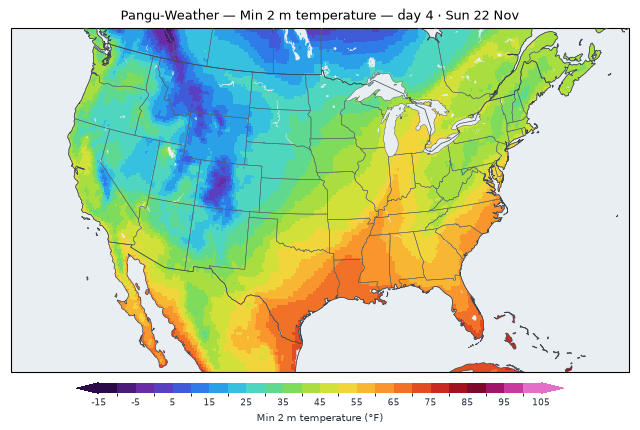 Pangu-Weather — Min 2 m temperature — day 4 · Sun 22 Nov
-15 -5 5 15 25 35 45 55 65 75 85 95 105
Min 2 m temperature (°F)